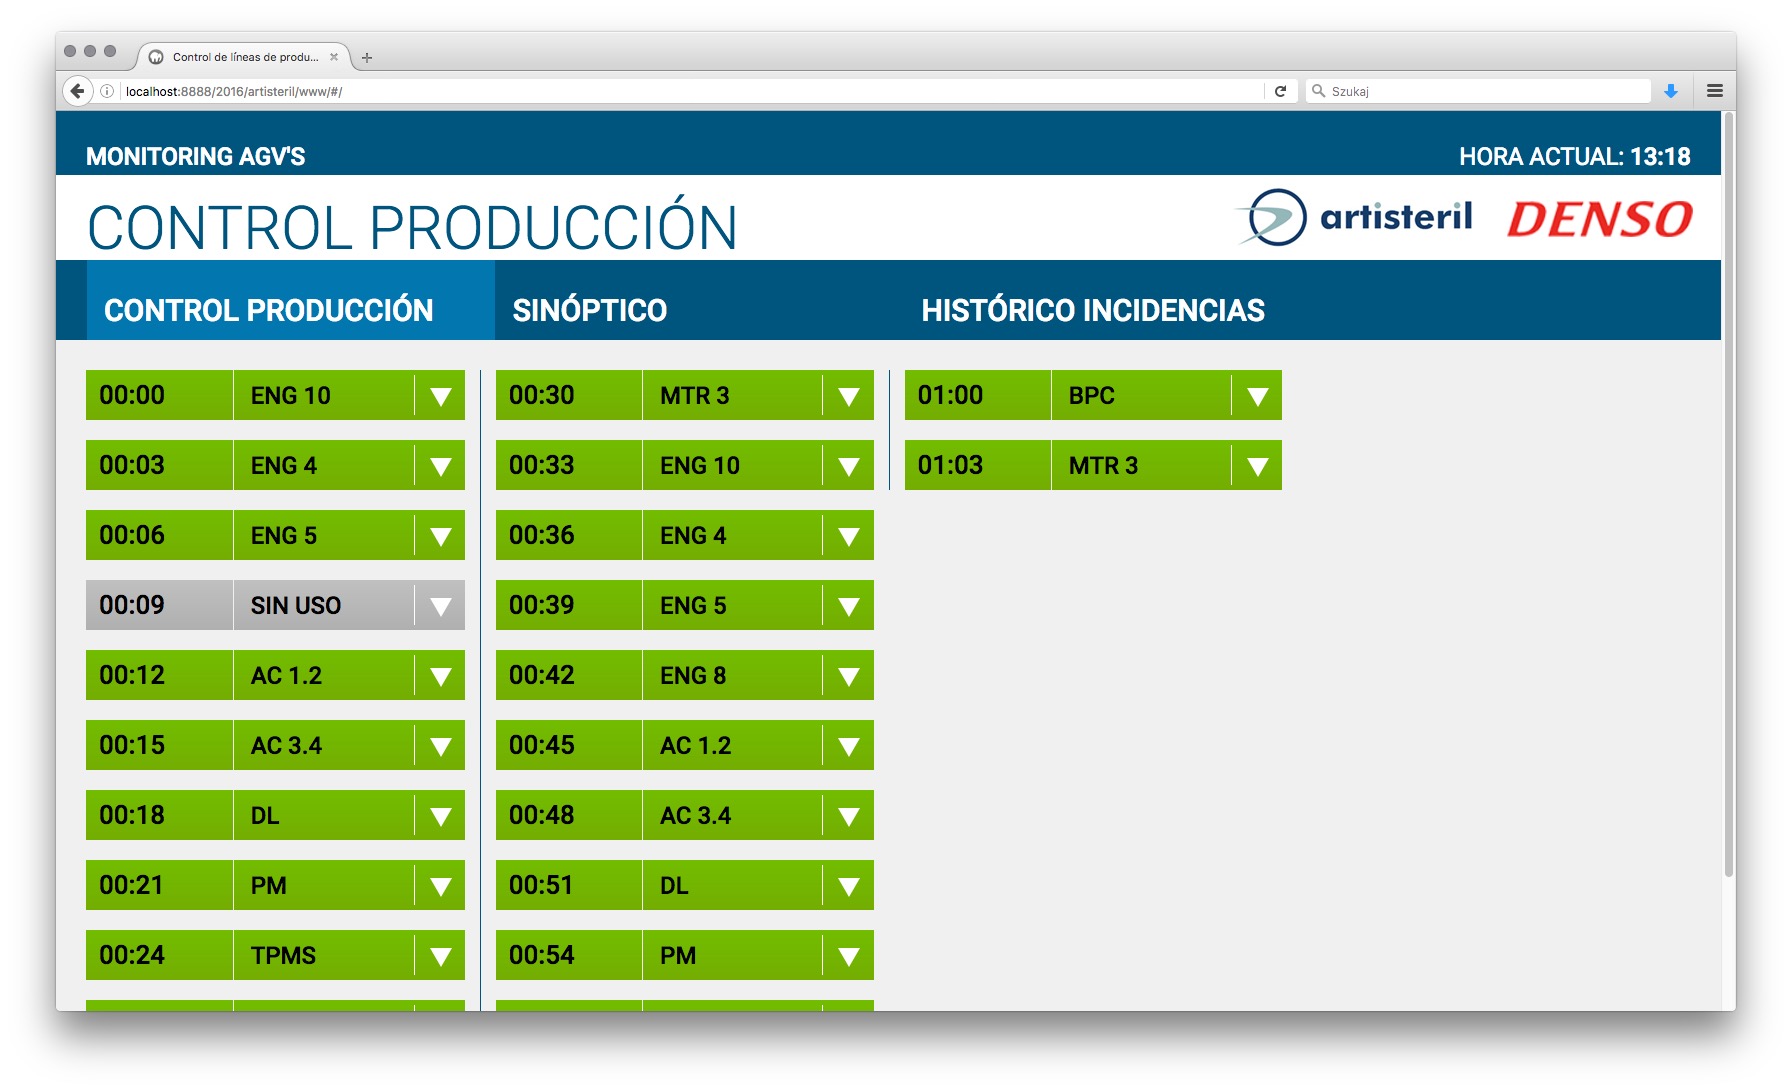 Control de líneas de produ...
localhost:8888/2016/artisteril/www/#/
Szukaj
MONITORING AGV'S
HORA ACTUAL: 13:18
CONTROL PRODUCCIÓN
artisteril
DENSO
CONTROL PRODUCCIÓN
SINÓPTICO
HISTÓRICO INCIDENCIAS
00:00 ENG 10
00:03 ENG 4
00:06 ENG 5
00:09 SIN USO
00:12 AC 1.2
00:15 AC 3.4
00:18 DL
00:21 PM
00:24 TPMS
00:30 MTR 3
00:33 ENG 10
00:36 ENG 4
00:39 ENG 5
00:42 ENG 8
00:45 AC 1.2
00:48 AC 3.4
00:51 DL
00:54 PM
01:00 BPC
01:03 MTR 3